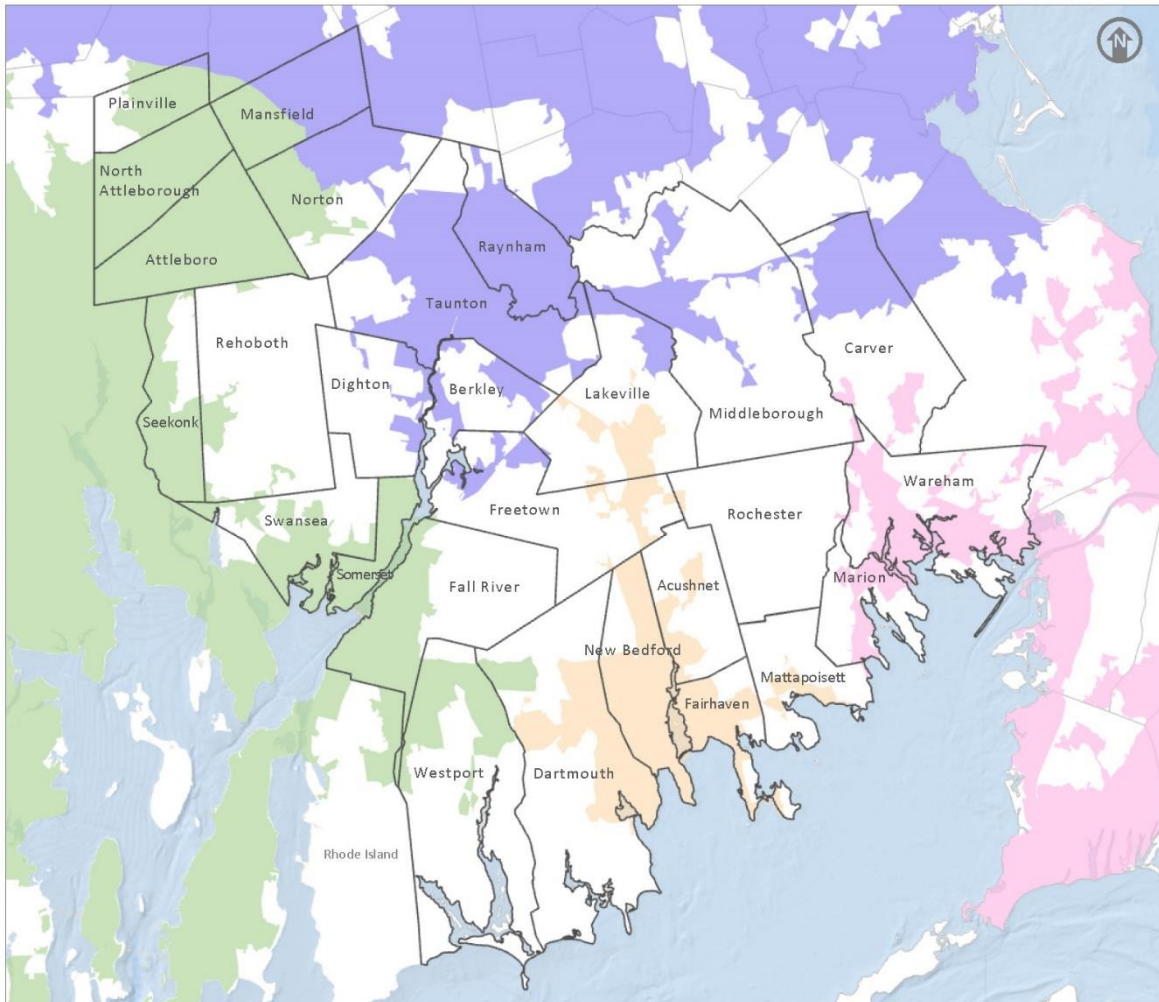 N
Plainville
Mansfield
North
Attleborough
Norton
Attleboro
Raynham
Taunton
Rehoboth
Carver
Dighton
Berkley
Lakeville
Middleborough
Seekonk
Wareham
Swansea
Freetown
Rochester
Somerset
Marion
Fall River
Acushnet
New Bedford
Mattapoisett
Fairhaven
Westport
Dartmouth
Rhode Island